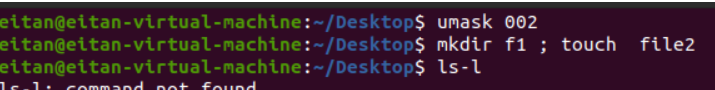 eitan@eitan-virtual-machine:~/Desktop$ umask 002
eitan@eitan-virtual-machine:~/Desktop$ mkdir f1 ; touch  file2
eitan@eitan-virtual-machine:~/Desktop$ ls-l
ls-l: command not found